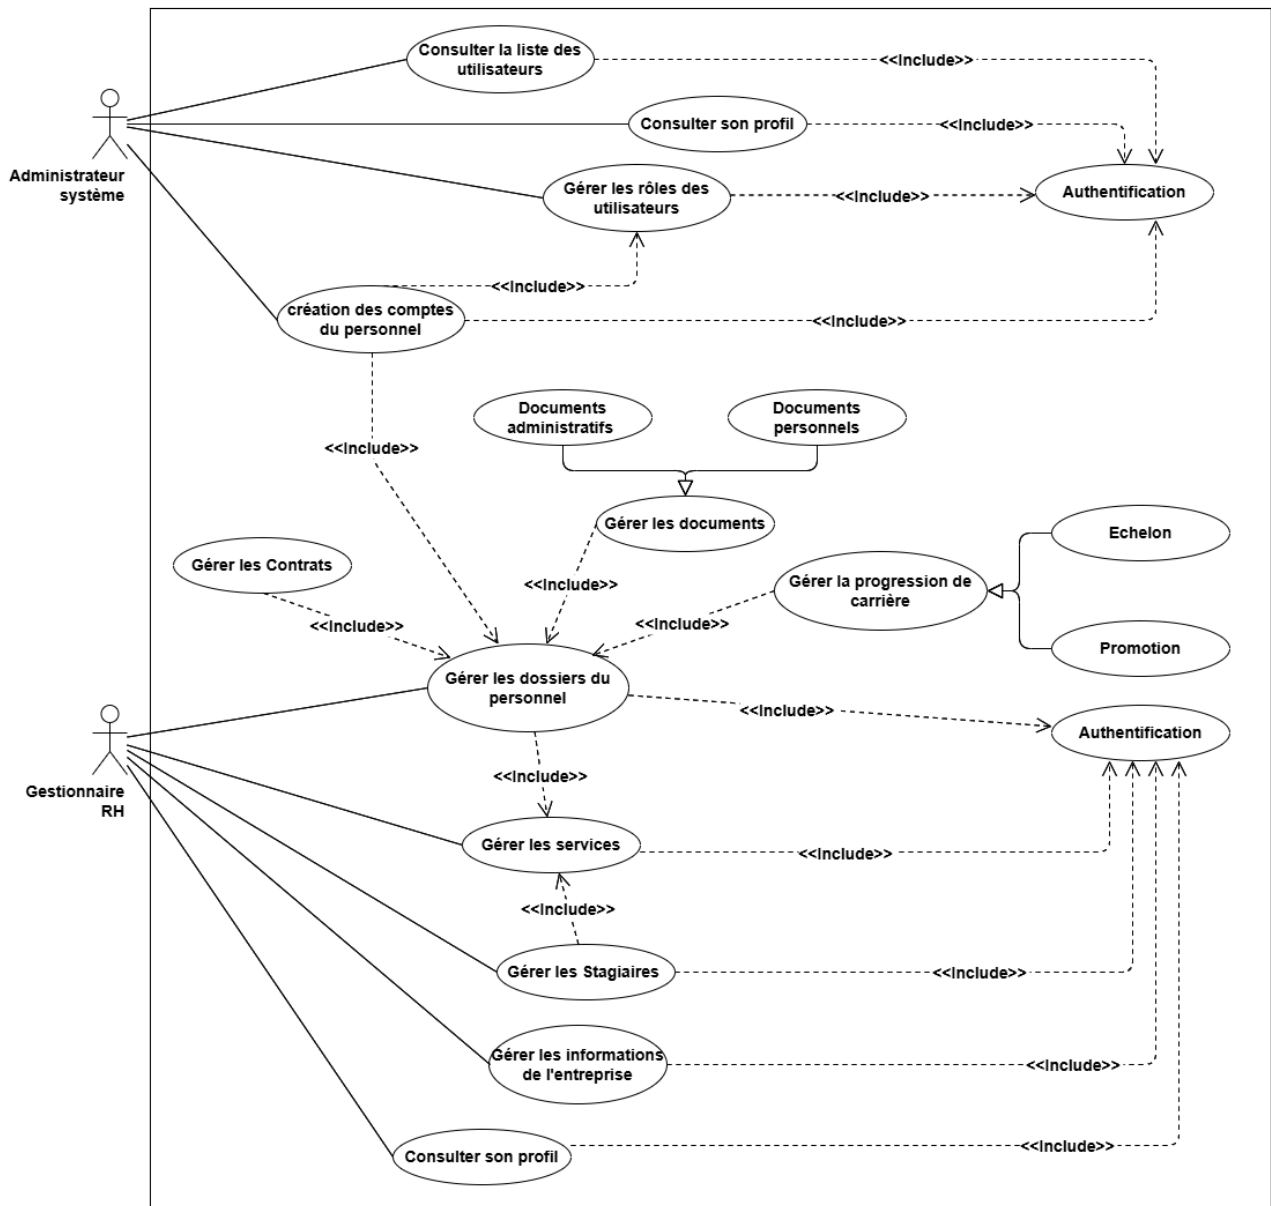 Consulter la liste des
utilisateurs
<<Include>>
Consulter son profil
<<Include>>
Administrateur
système
Gérer les rôles des
utilisateurs
<<Include>>
Authentification
<<Include>>
création des comptes
du personnel
<<Include>>
Documents
administratifs
Documents
personnels
<<Include>>
Gérer les documents
Echelon
Gérer les Contrats
<<Include>>
Gérer la progression de
carrière
<<Include>>
<<Include>>
Promotion
Gérer les dossiers du
personnel
<<Include>>
Authentification
Gestionnaire
RH
<<Include>>
Gérer les services
<<Include>>
<<Include>>
Gérer les Stagiaires
<<Include>>
Gérer les informations
de l'entreprise
<<Include>>
Consulter son profil
<<Include>>